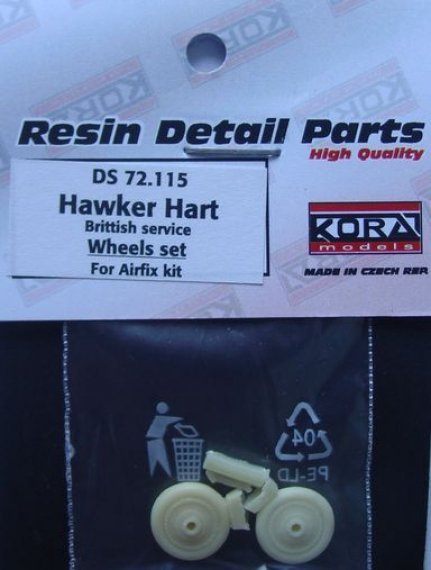 Resin Detail Parts
High Quality
DS 72.115
Hawker Hart
Brittish service
Wheels set
For Airfix kit
KORA
models
MADE IN CZECH REP.
04
PE-LD